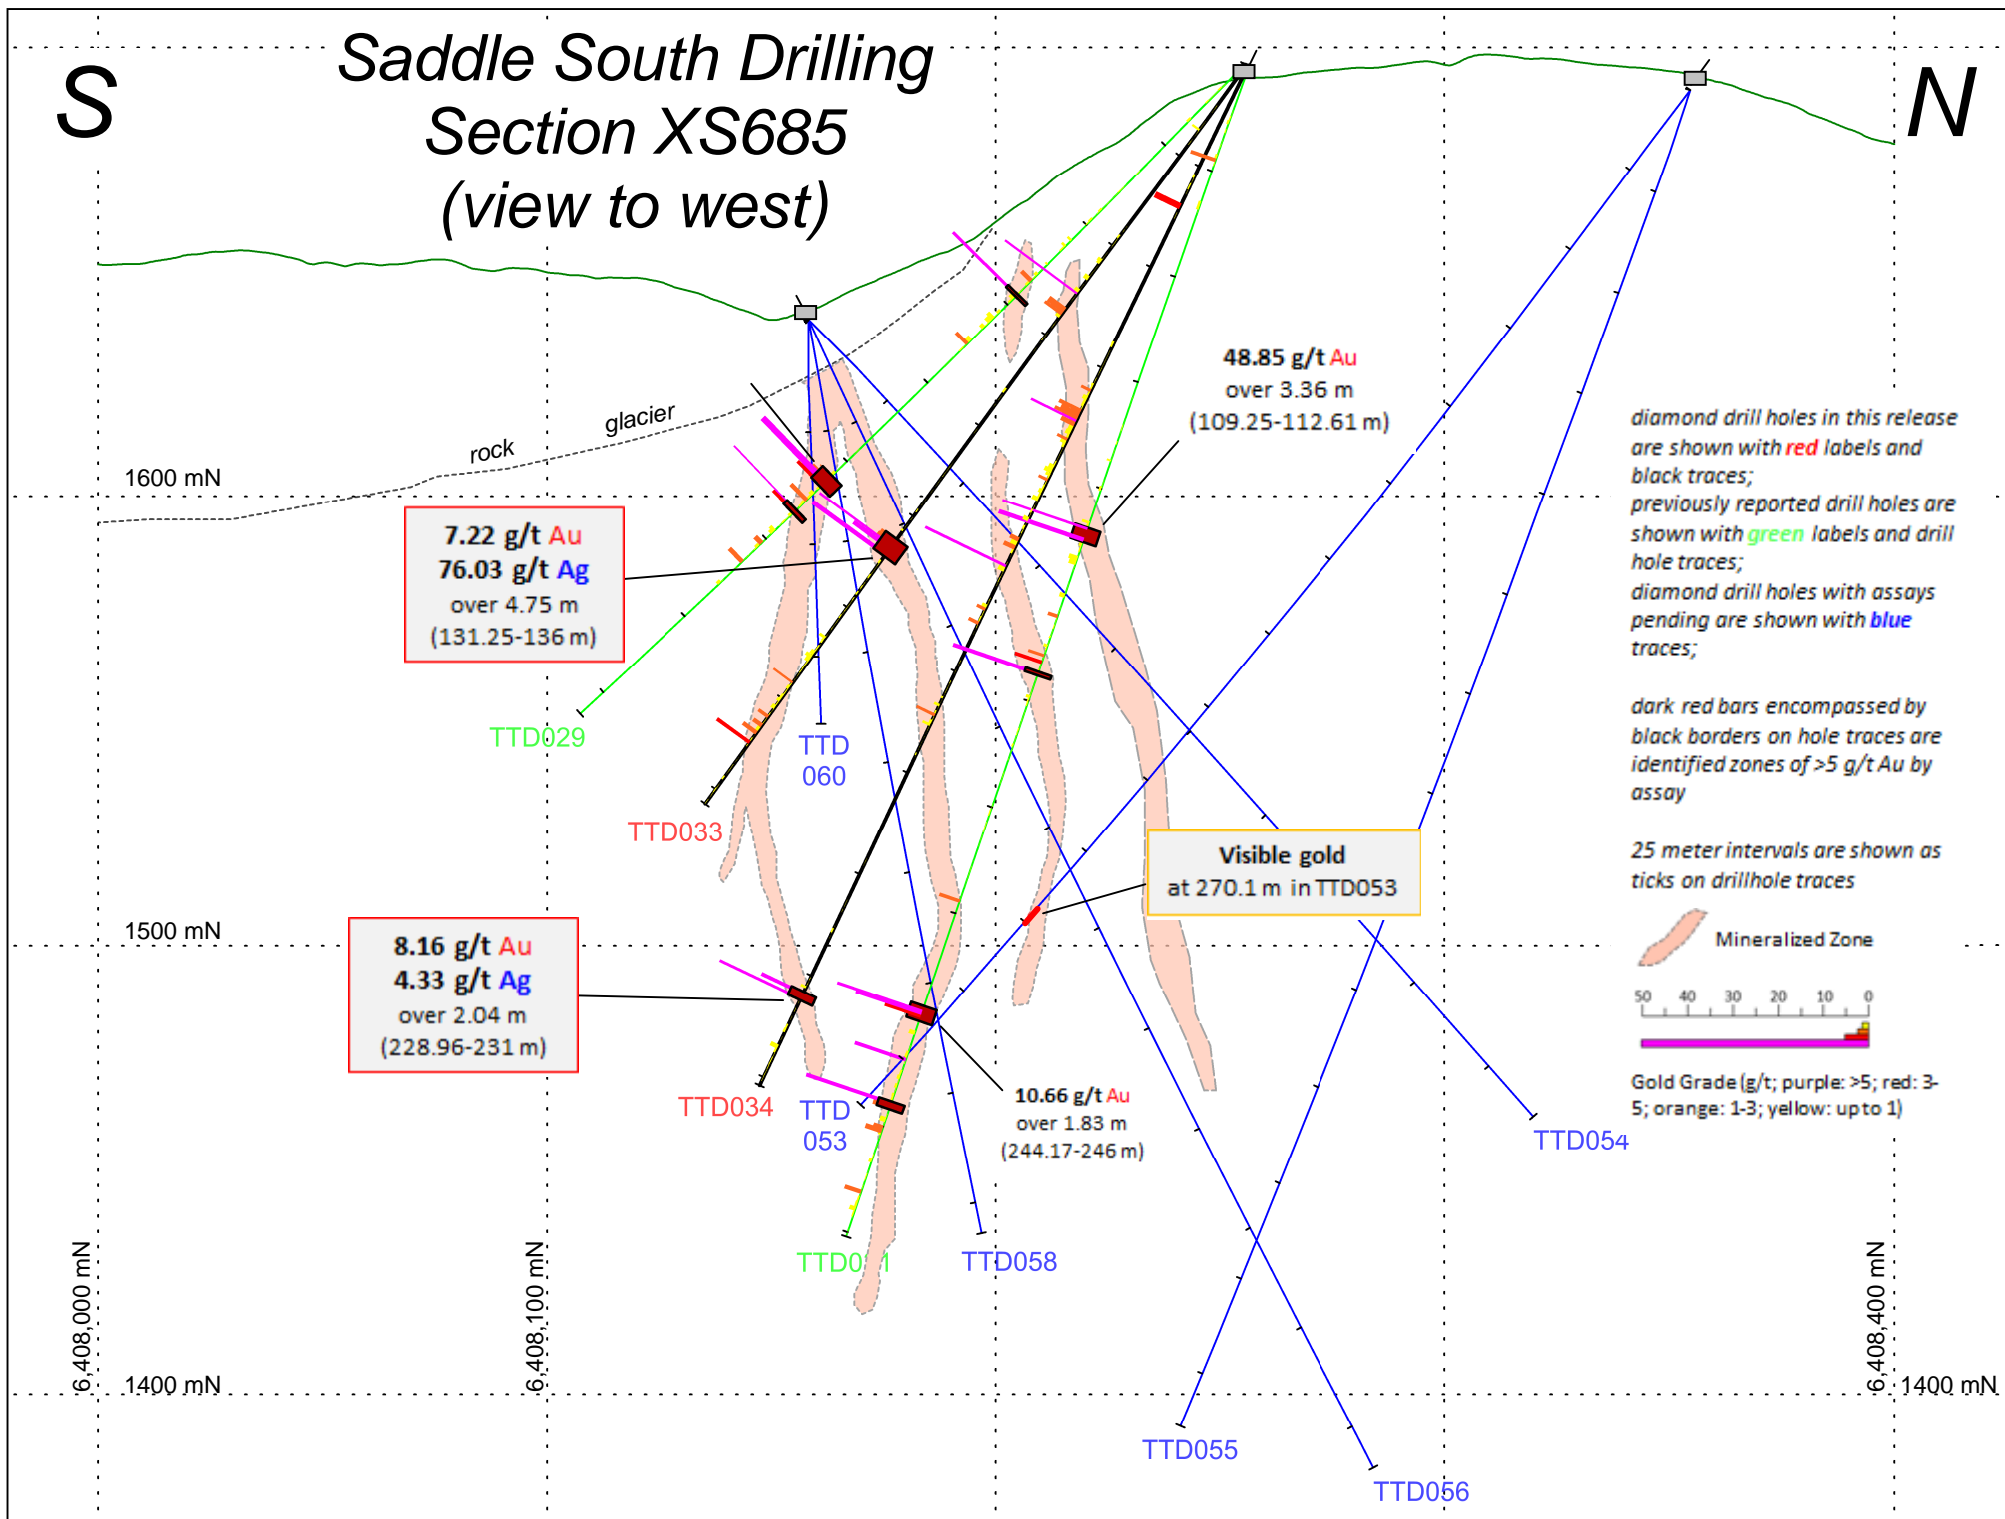 S
Saddle South Drilling
Section XS685
(view to west)
N
48.85 g/t Au
over 3.36 m
(109.25-112.61 m)
diamond drill holes in this release
are shown with red labels and
black traces;
previously reported drill holes are
shown with green labels and drill
hole traces;
diamond drill holes with assays
pending are shown with blue
traces;
dark red bars encompassed by
black borders on hole traces are
identified zones of >5 g/t Au by
assay
25 meter intervals are shown as
ticks on drillhole traces
Mineralized Zone
50 40 30 20 10 0
Gold Grade (g/t; purple: >5; red: 3-
5; orange: 1-3; yellow: up to 1)
rock
glacier
1600 mN
7.22 g/t Au
76.03 g/t Ag
over 4.75 m
(131.25-136 m)
TTD029
TTD
060
TTD033
Visible gold
at 270.1 m in TTD053
1500 mN
8.16 g/t Au
4.33 g/t Ag
over 2.04 m
(228.96-231 m)
TTD034
TTD
053
10.66 g/t Au
over 1.83 m
(244.17-246 m)
TTD054
TTD058
6,408,000 mN
6,408,100 mN
6,408,400 mN
1400 mN
1400 mN
TTD055
TTD056